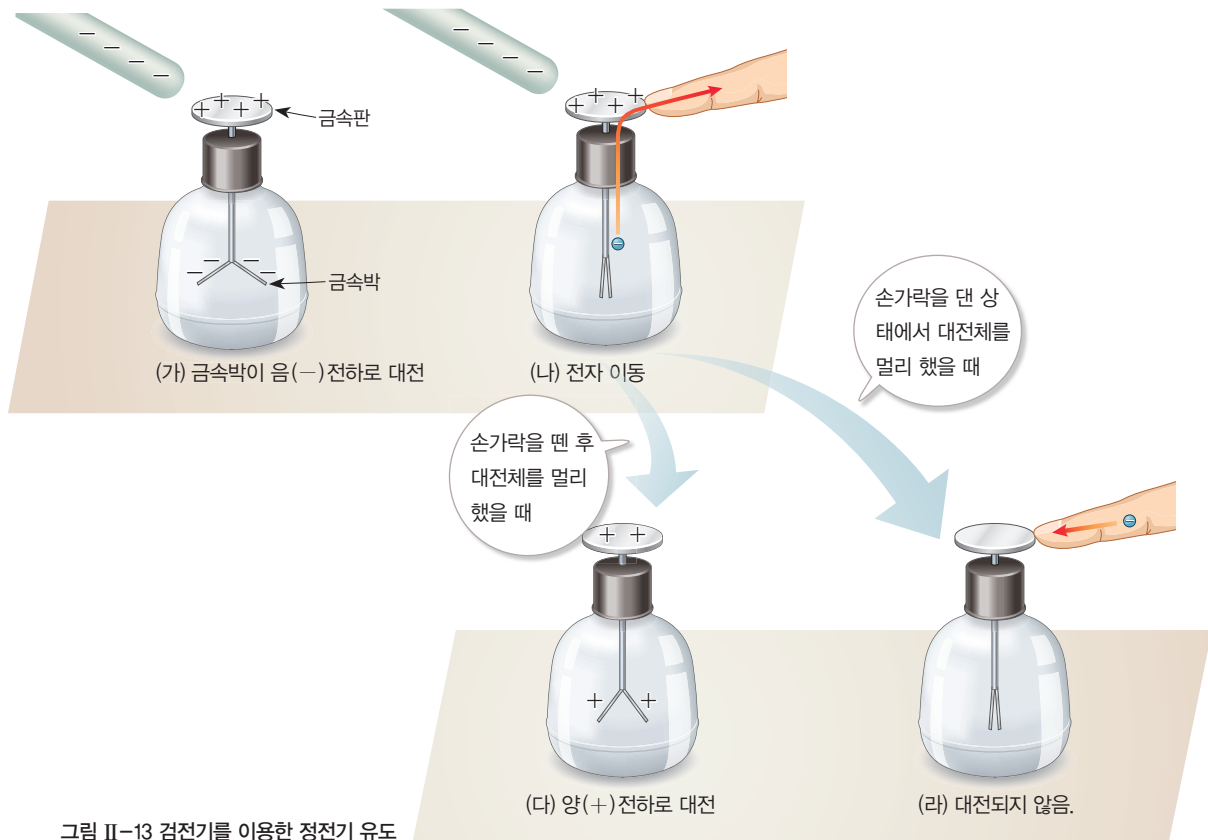 금속판
금속박
(가) 금속박이 음(－)전하로 대전
(나) 전자 이동
손가락을 댄 상
태에서 대전체를
멀리 했을 때
손가락을 뗀 후
대전체를 멀리
했을 때
(다) 양(＋)전하로 대전
(라) 대전되지 않음.
그림 Ⅱ－13 검전기를 이용한 정전기 유도